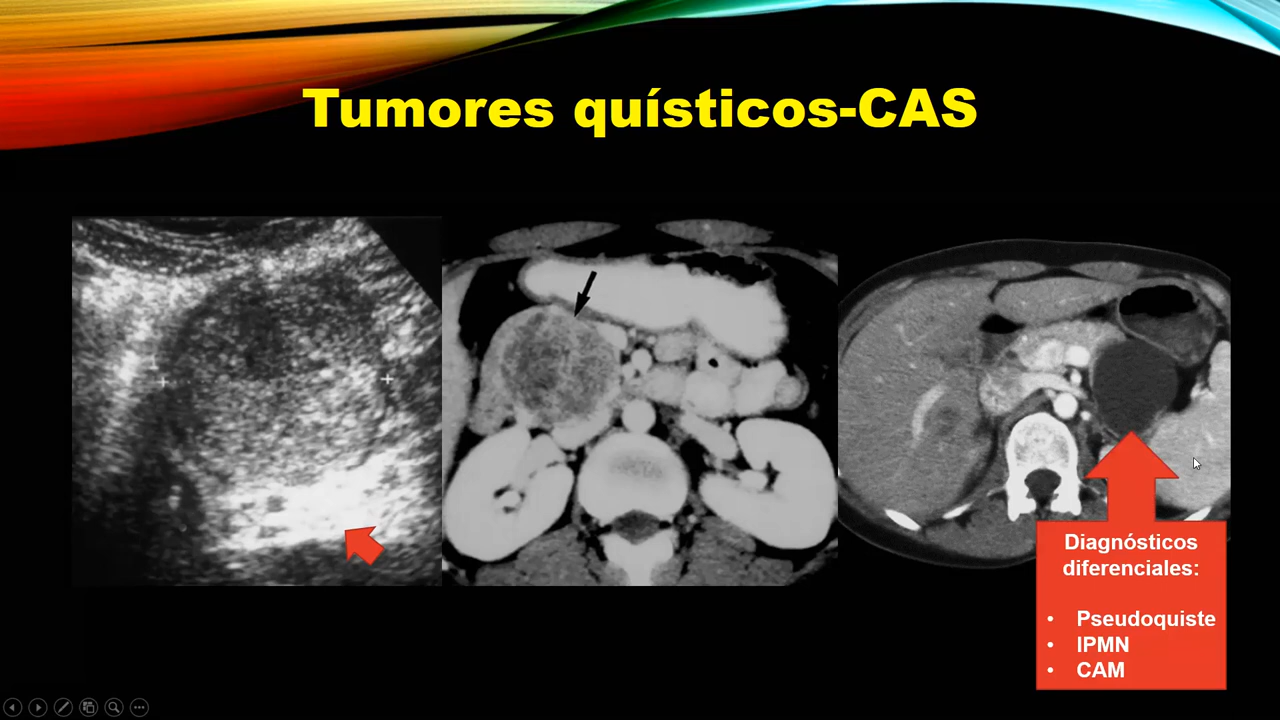 Tumores quísticos-CAS
Diagnósticos
diferenciales:
• Pseudoquiste
• IPMN
• CAM